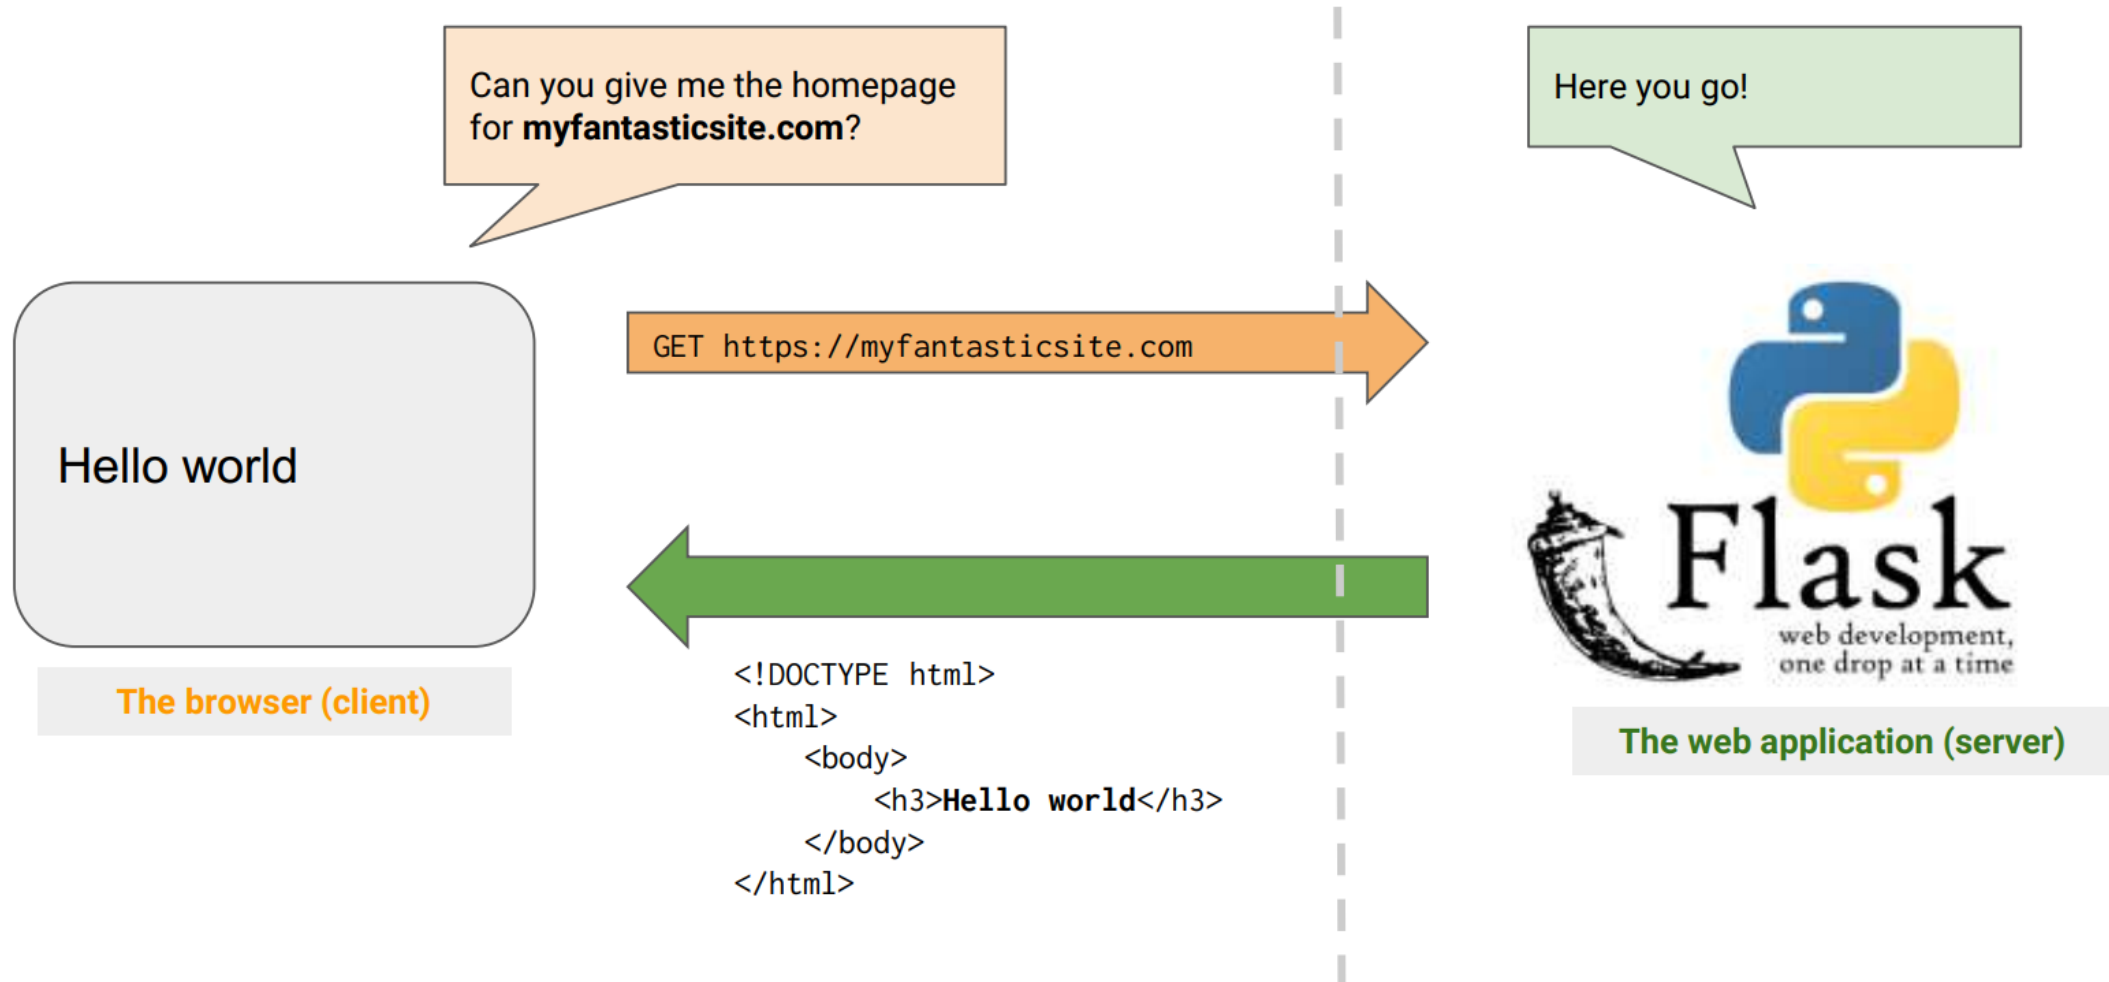 Can you give me the homepage
for myfantasticsite.com?
Here you go!
GET https://myfantasticsite.com
Hello world
Flask
web development,
one drop at a time
<!DOCTYPE html>
<html>
    <body>
        <h3>Hello world</h3>
    </body>
</html>
The browser (client)
The web application (server)